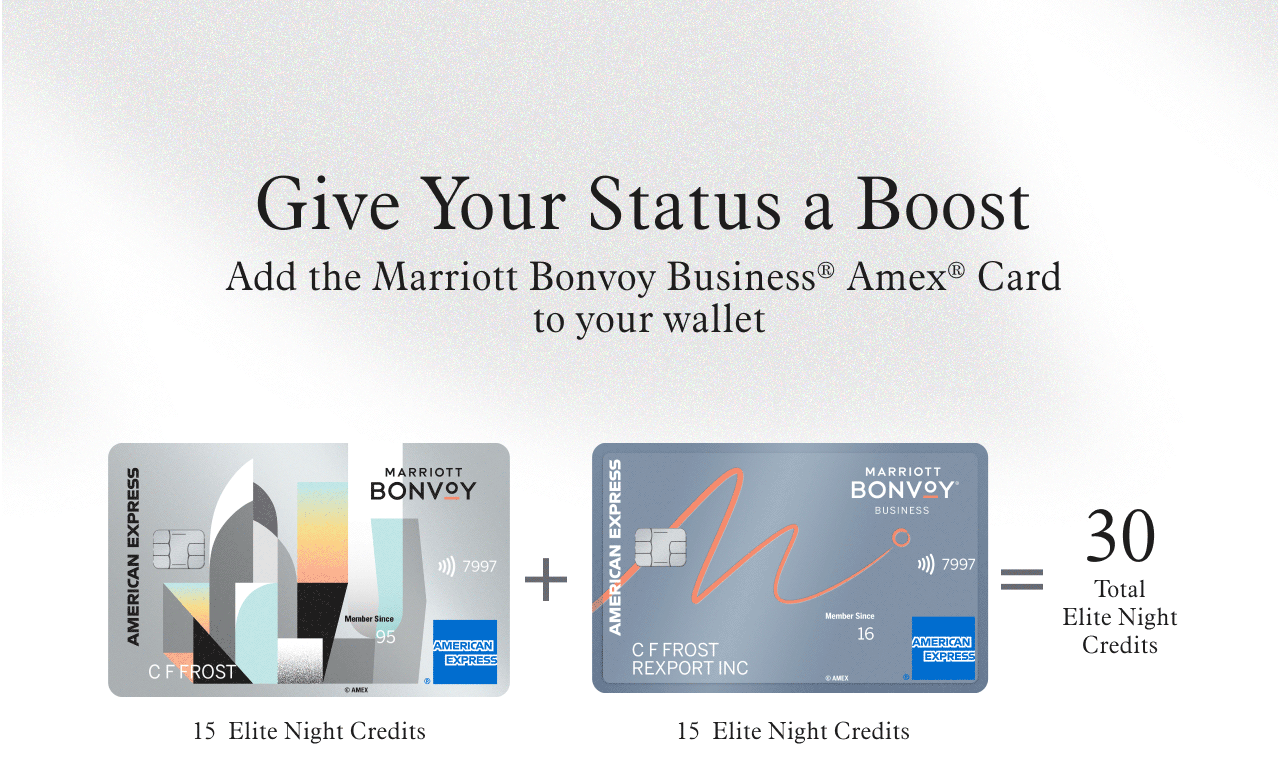 Give Your Status a Boost
Add the Marriott Bonvoy Business® Amex® Card
to your wallet
AMERICAN EXPRESS
MARRIOTT
BONVOY
7997
Member Since
95
C F FROST
AMERICAN
EXPRESS
®
© AMEX
15 Elite Night Credits
+
AMERICAN EXPRESS
MARRIOTT
BONVOY®
BUSINESS
7997
Member Since
16
C F FROST
REXPORT INC
AMERICAN
EXPRESS
®
© AMEX
15 Elite Night Credits
=
30
Total
Elite Night
Credits